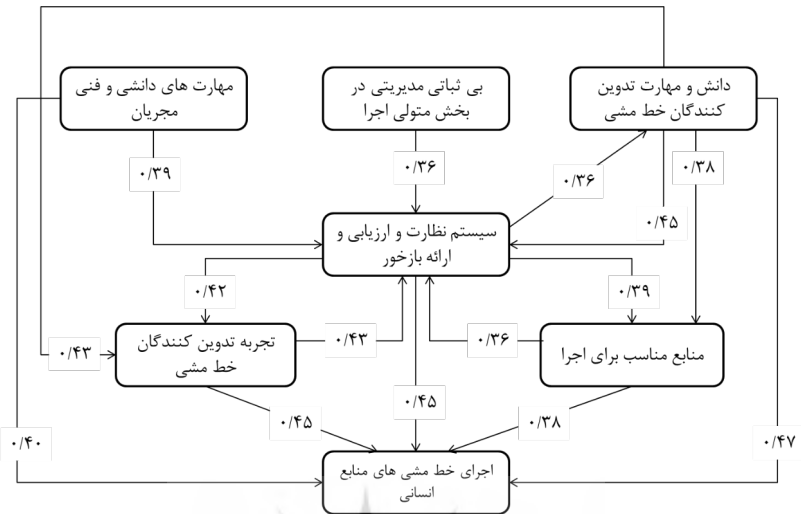 مهارت های دانشی و فنی
مجریان
بی ثباتی مدیریتی در
بخش متولی اجرا
دانش و مهارت تدوین
کنندگان خط مشی
۰/۳۹
۰/۳۶
۰/۳۶
۰/۳۸
۰/۴۵
سیستم نظارت و ارزیابی و
ارائه بازخور
۰/۴۲
۰/۳۹
۰/۴۳
تجربه تدوین کنندگان
خط مشی
۰/۴۳
۰/۳۶
منابع مناسب برای اجرا
۰/۴۵
۰/۴۵
۰/۳۸
۰/۴۰
۰/۴۷
اجرای خط مشی های منابع
انسانی